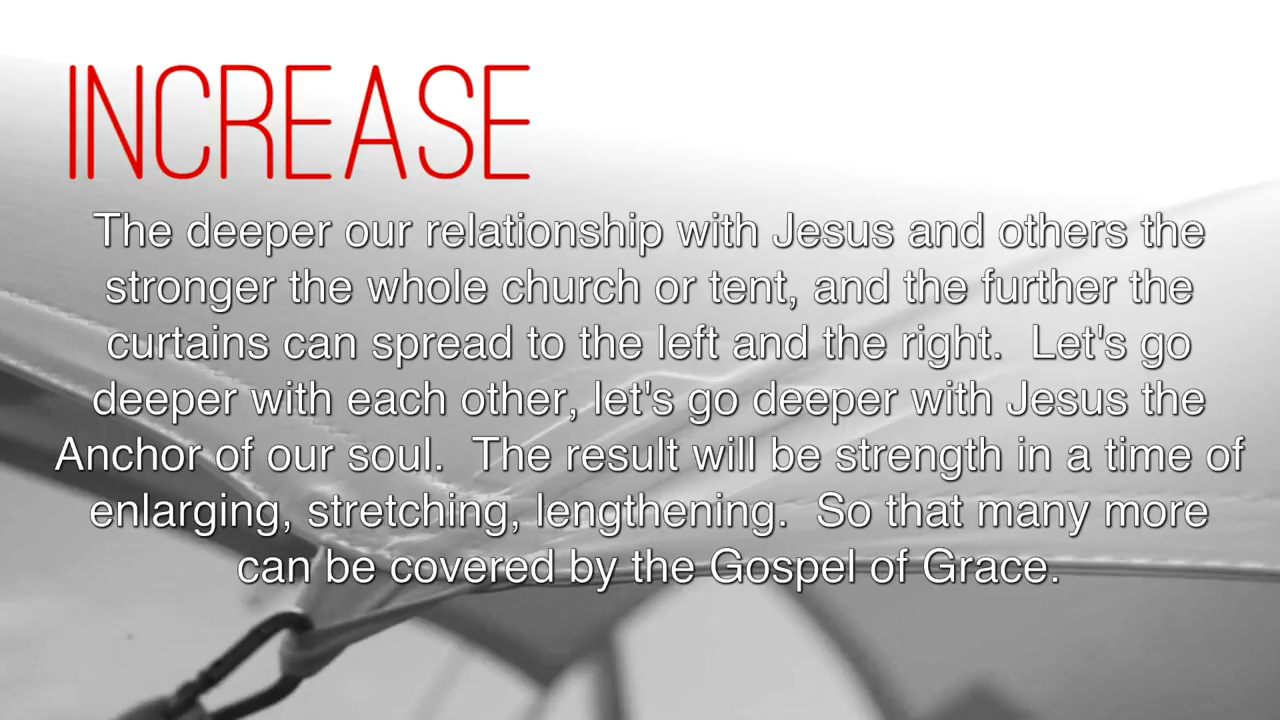 INCREASE
The deeper our relationship with Jesus and others the
stronger the whole church or tent, and the further the
curtains can spread to the left and the right.  Let's go
deeper with each other, let's go deeper with Jesus the
Anchor of our soul.  The result will be strength in a time of
enlarging, stretching, lengthening.  So that many more
can be covered by the Gospel of Grace.